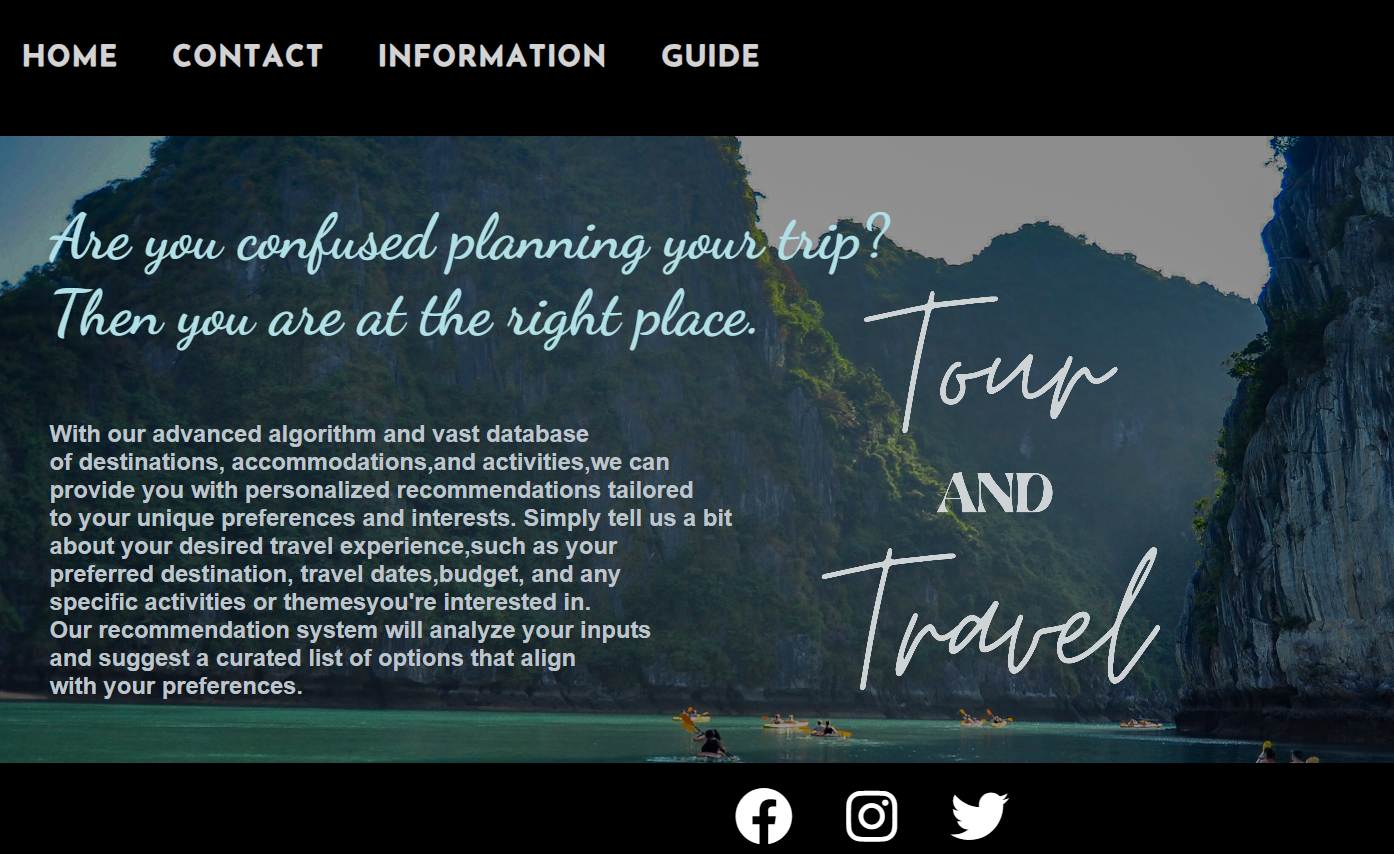 HOME CONTACT INFORMATION GUIDE
Are you confused planning your trip?
Then you are at the right place.
With our advanced algorithm and vast database
of destinations, accommodations,and activities,we can
provide you with personalized recommendations tailored
to your unique preferences and interests. Simply tell us a bit
about your desired travel experience,such as your
preferred destination, travel dates,budget, and any
specific activities or themesyou're interested in.
Our recommendation system will analyze your inputs
and suggest a curated list of options that align
with your preferences.
Tour
AND
Travel